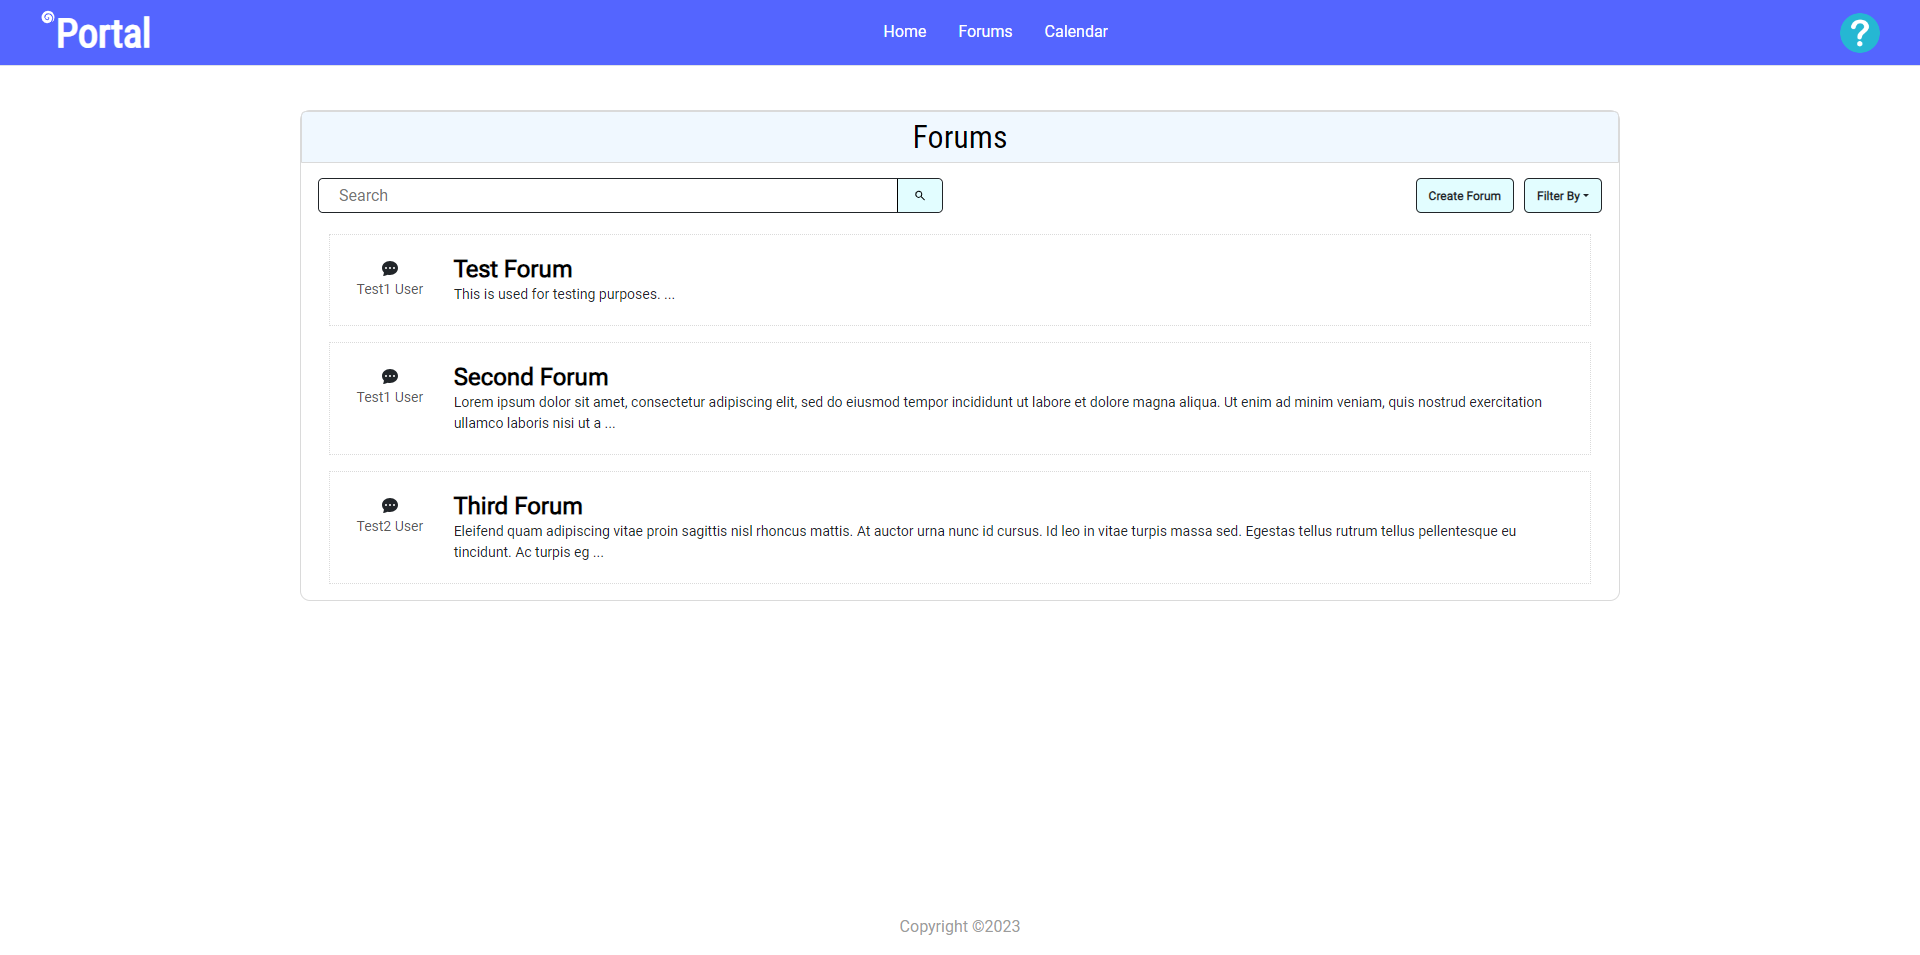 Portal
Home
Forums
Calendar
?
Forums
Search
Create Forum
Filter By
Test1 User
Test Forum
This is used for testing purposes. ...
Test1 User
Second Forum
Lorem ipsum dolor sit amet, consectetur adipiscing elit, sed do eiusmod tempor incididunt ut labore et dolore magna aliqua. Ut enim ad minim veniam, quis nostrud exercitation
ullamco laboris nisi ut a ...
Test2 User
Third Forum
Eleifend quam adipiscing vitae proin sagittis nisl rhoncus mattis. At auctor urna nunc id cursus. Id leo in vitae turpis massa sed. Egestas tellus rutrum tellus pellentesque eu
tincidunt. Ac turpis eg ...
Copyright ©2023